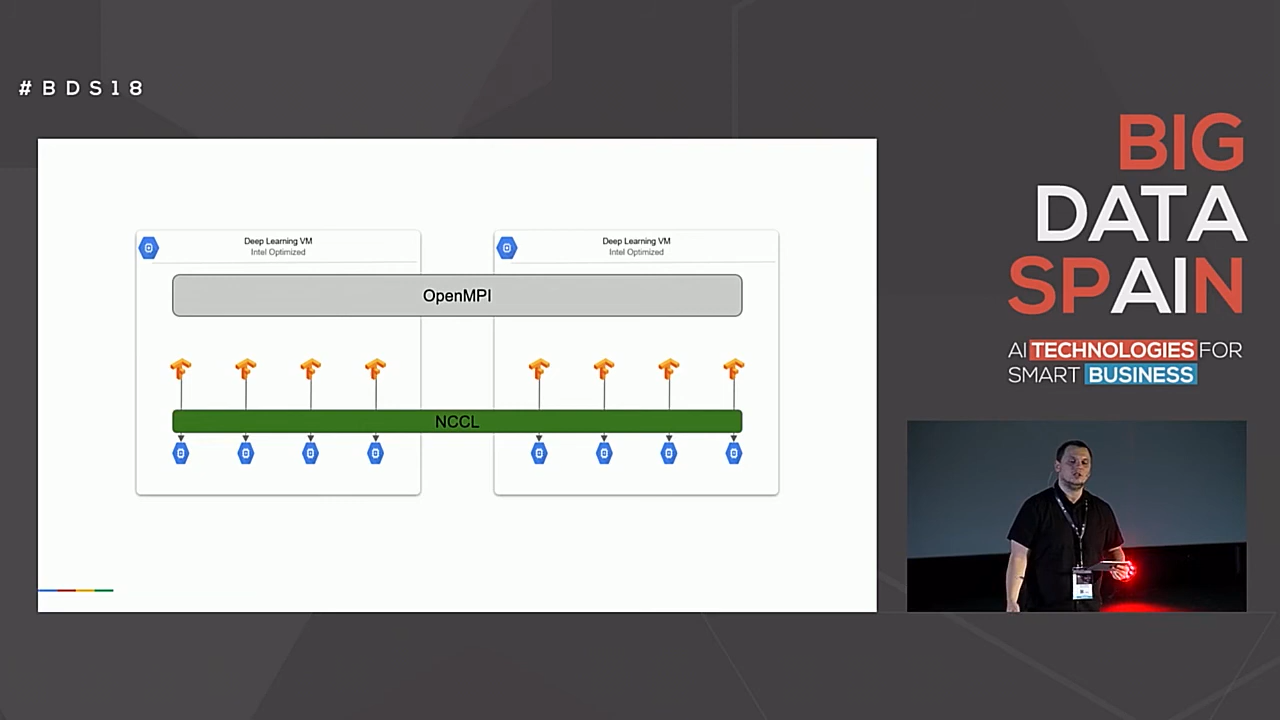 #BDS18
BIG
DATA
SPAIN
AI TECHNOLOGIES FOR
SMART BUSINESS
Deep Learning VM
Intel Optimized
Deep Learning VM
Intel Optimized
OpenMPI
NCCL